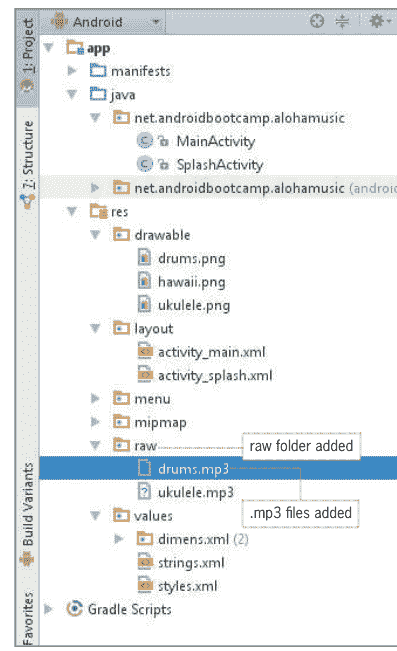 Android
1: Project
7: Structure
Build Variants
Favorites
app
manifests
java
net.androidbootcamp.alohamusic
MainActivity
SplashActivity
net.androidbootcamp.alohamusic (andro
res
drawable
drums.png
hawaii.png
ukulele.png
layout
activity_main.xml
activity_splash.xml
menu
mipmap
raw
raw folder added
drums.mp3
ukulele.mp3
.mp3 files added
values
dimens.xml (2)
strings.xml
styles.xml
Gradle Scripts